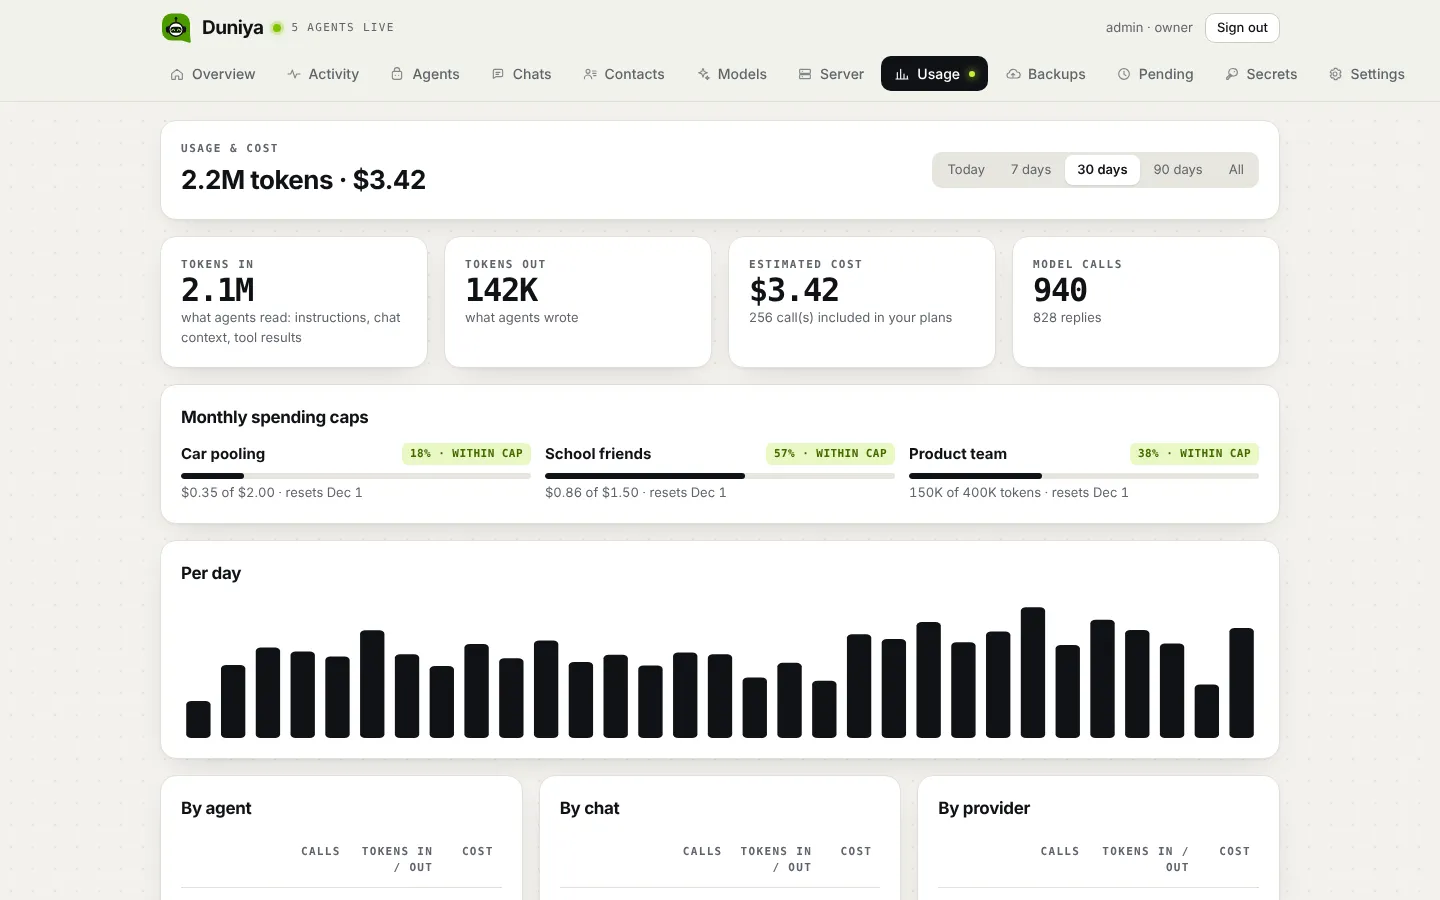 Duniya
5 AGENTS LIVE
admin · owner
Sign out
Overview
Activity
Agents
Chats
Contacts
Models
Server
Usage
Backups
Pending
Secrets
Settings
USAGE & COST
2.2M tokens · $3.42
Today
7 days
30 days
90 days
All
TOKENS IN
2.1M
what agents read: instructions, chat
context, tool results
TOKENS OUT
142K
what agents wrote
ESTIMATED COST
$3.42
256 call(s) included in your plans
MODEL CALLS
940
828 replies
Monthly spending caps
Car pooling
18% · WITHIN CAP
$0.35 of $2.00 · resets Dec 1
School friends
57% · WITHIN CAP
$0.86 of $1.50 · resets Dec 1
Product team
38% · WITHIN CAP
150K of 400K tokens · resets Dec 1
Per day
By agent
CALLS
TOKENS IN
/ OUT
COST
By chat
CALLS
TOKENS IN
/ OUT
COST
By provider
CALLS
TOKENS IN /
OUT
COST